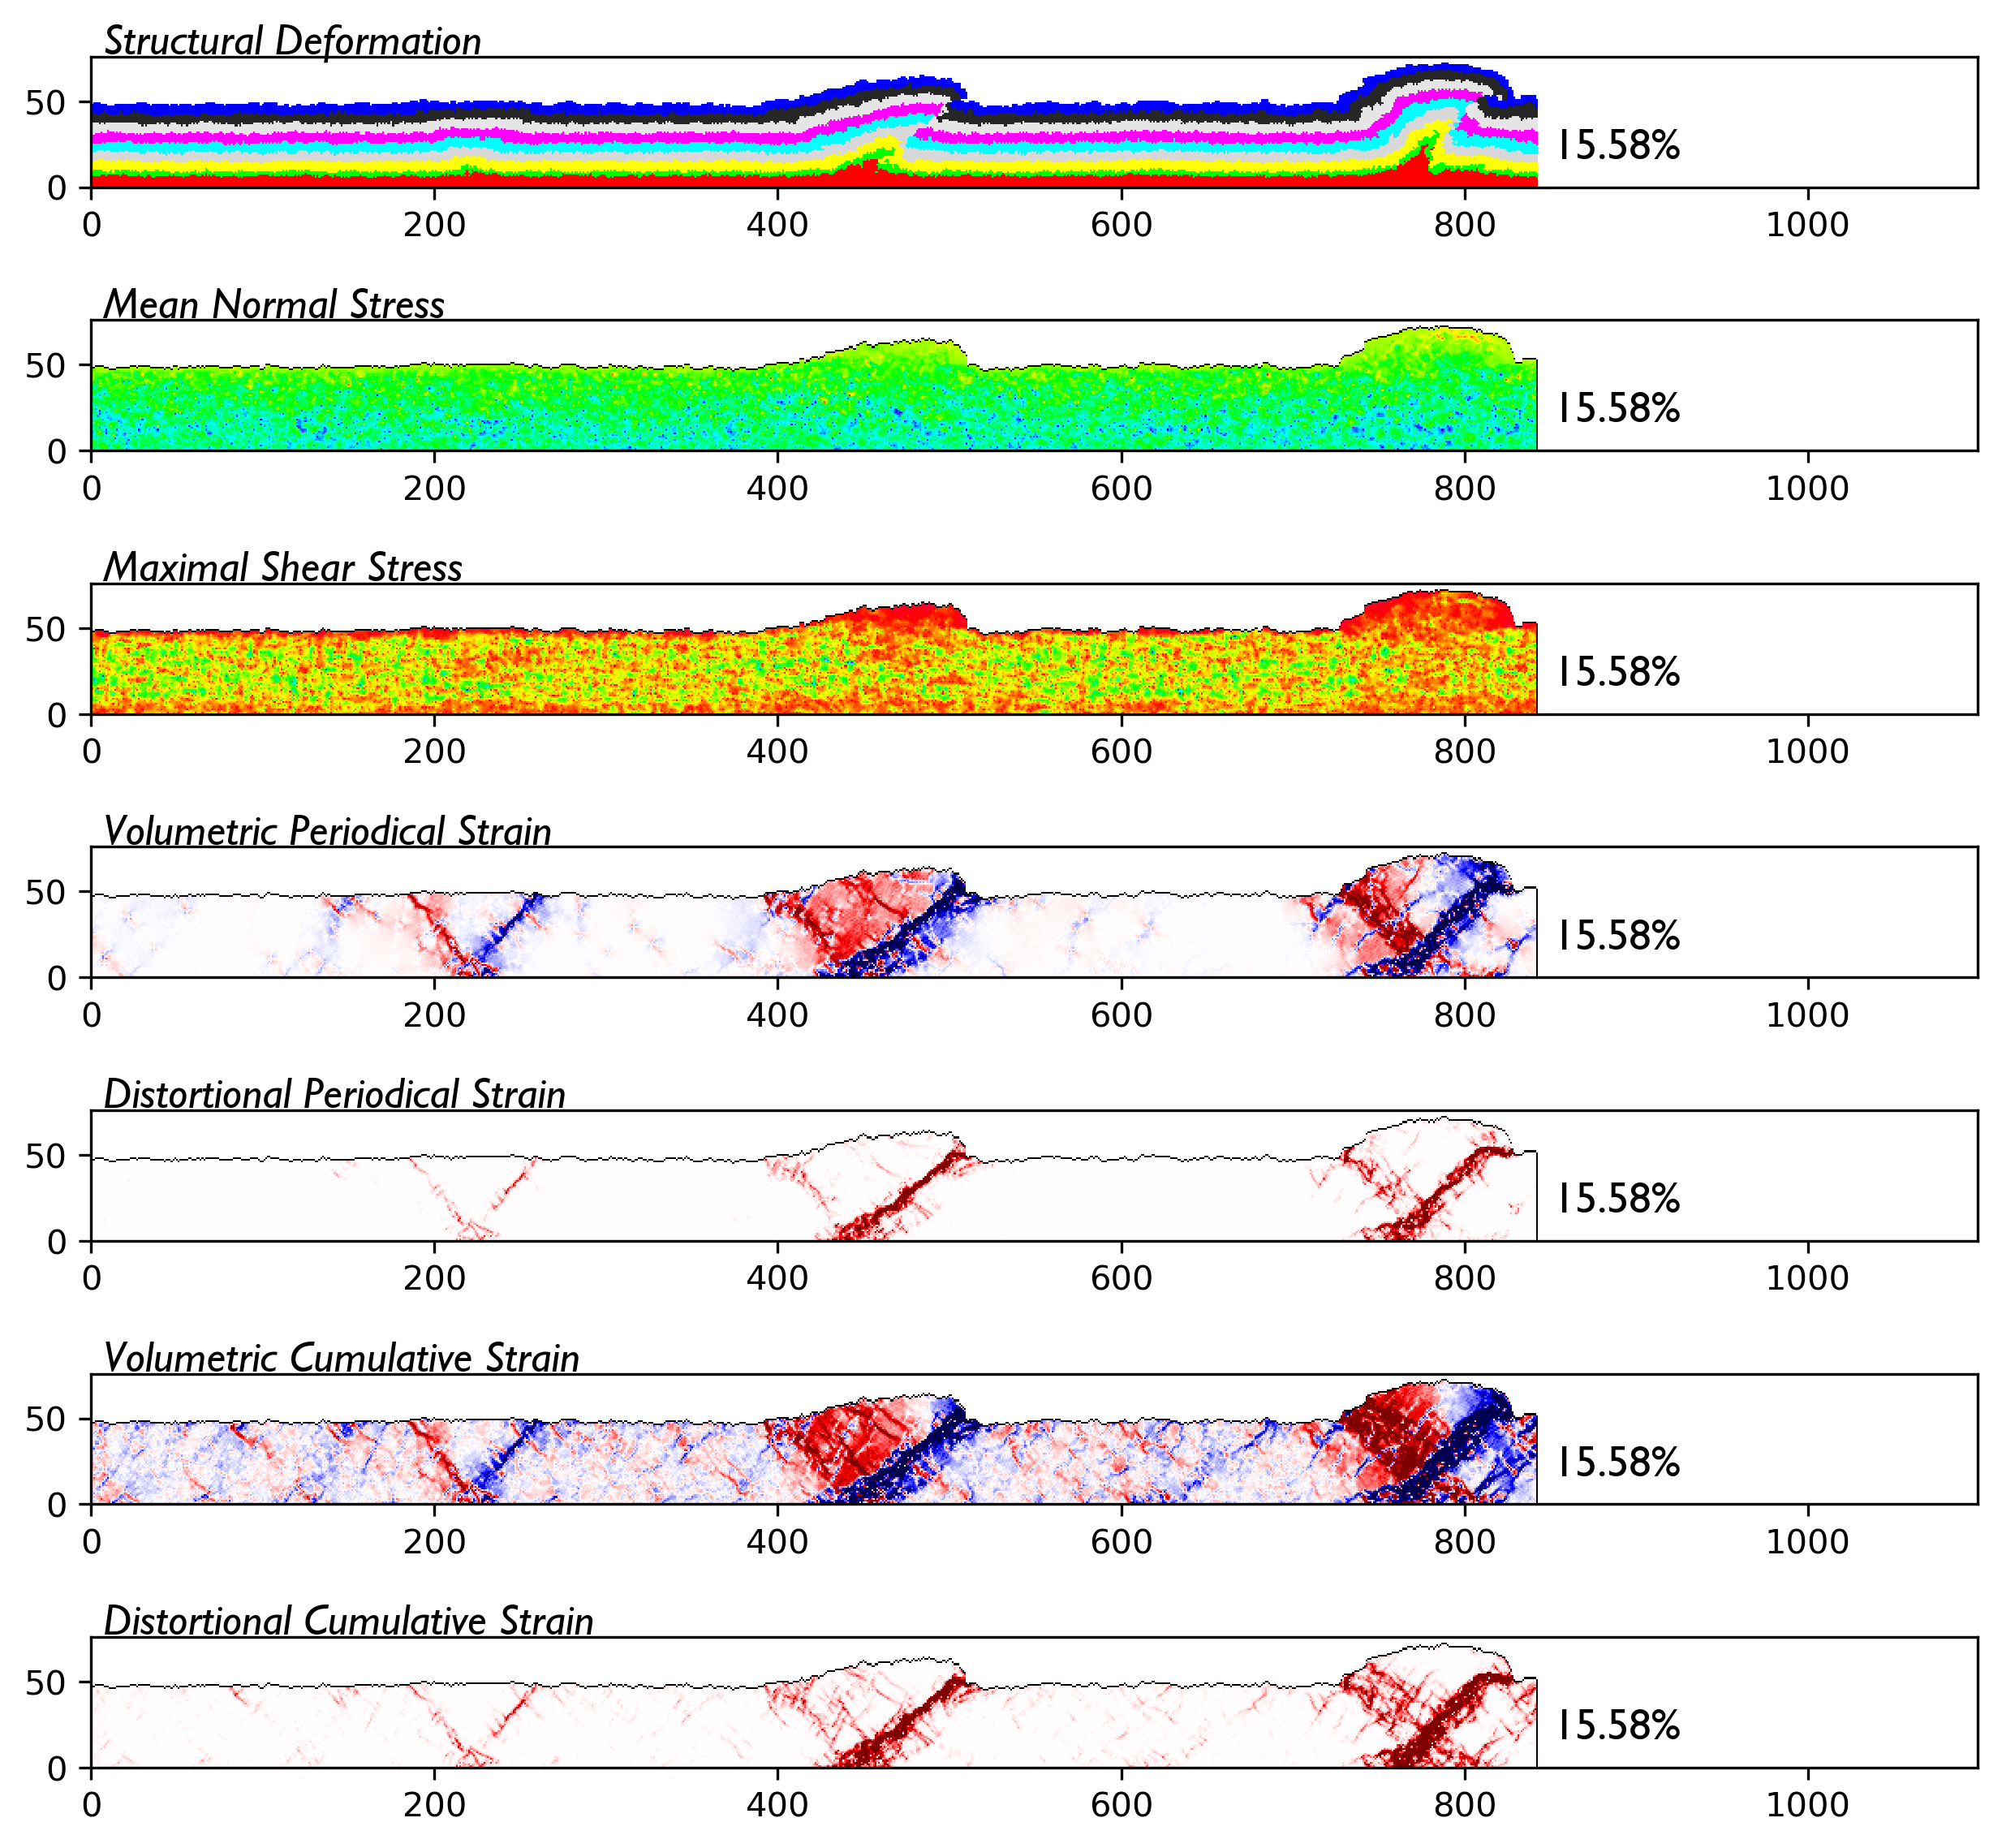 Structural Deformation
50
0
15.58%
0 200 400 600 800 1000
Mean Normal Stress
50
0
15.58%
0 200 400 600 800 1000
Maximal Shear Stress
50
0
15.58%
0 200 400 600 800 1000
Volumetric Periodical Strain
50
0
15.58%
0 200 400 600 800 1000
Distortional Periodical Strain
50
0
15.58%
0 200 400 600 800 1000
Volumetric Cumulative Strain
50
0
15.58%
0 200 400 600 800 1000
Distortional Cumulative Strain
50
0
15.58%
0 200 400 600 800 1000